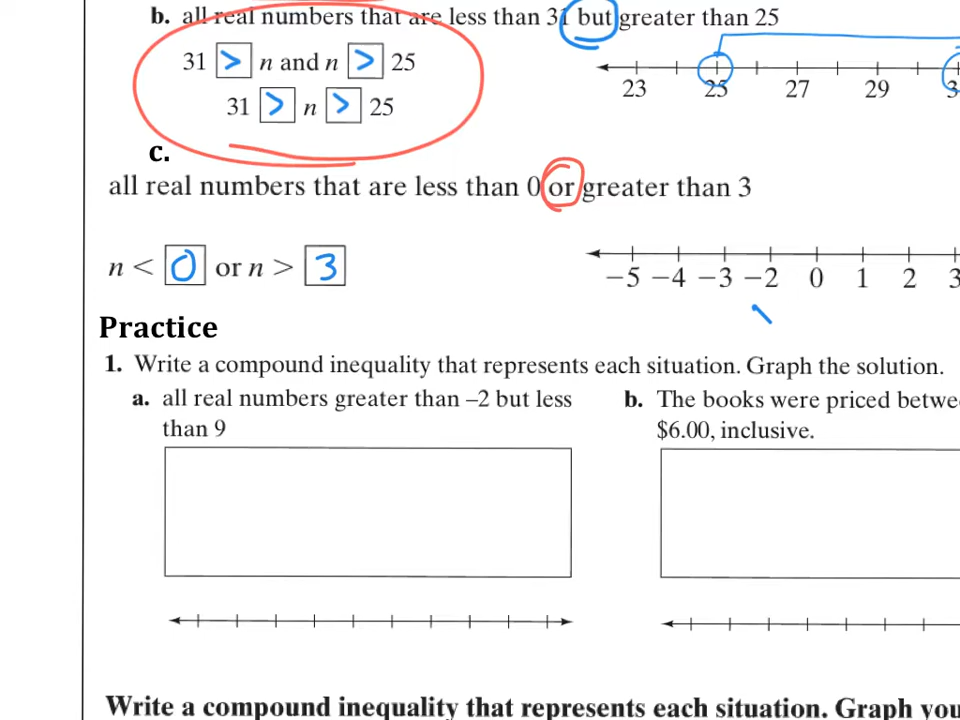 b. all real numbers that are less than 31 but greater than 25
31 > n and n > 25
31 > n > 25
23 25 27 29
c.
all real numbers that are less than 0 or greater than 3
n < 0 or n > 3
−5 −4 −3 −2 0 1 2 3
Practice
1. Write a compound inequality that represents each situation. Graph the solution.
a. all real numbers greater than –2 but less
than 9
b. The books were priced
$6.00, inclusive.
Write a compound inequality that represents each situation. Graph you